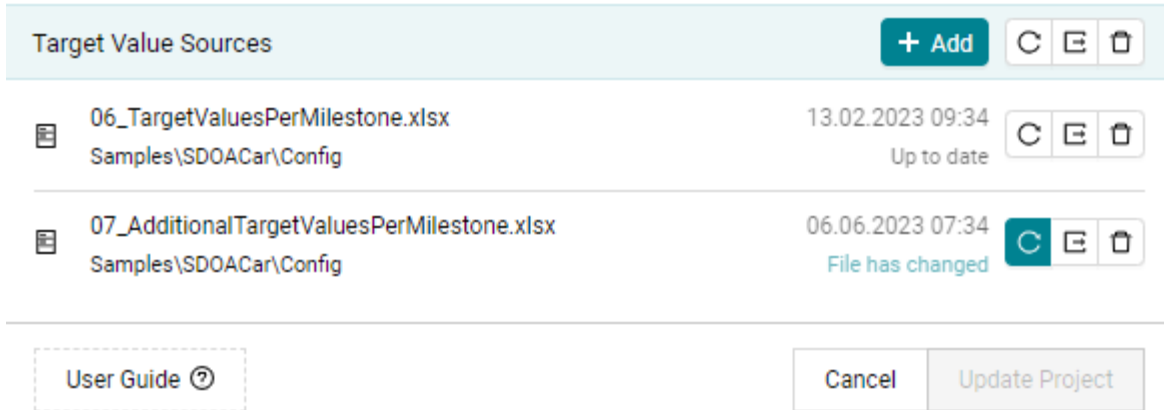 Target Value Sources
+ Add
06_TargetValuesPerMilestone.xlsx
13.02.2023 09:34
Samples\SDOACar\Config
Up to date
07_AdditionalTargetValuesPerMilestone.xlsx
06.06.2023 07:34
Samples\SDOACar\Config
File has changed
User Guide
Cancel
Update Project